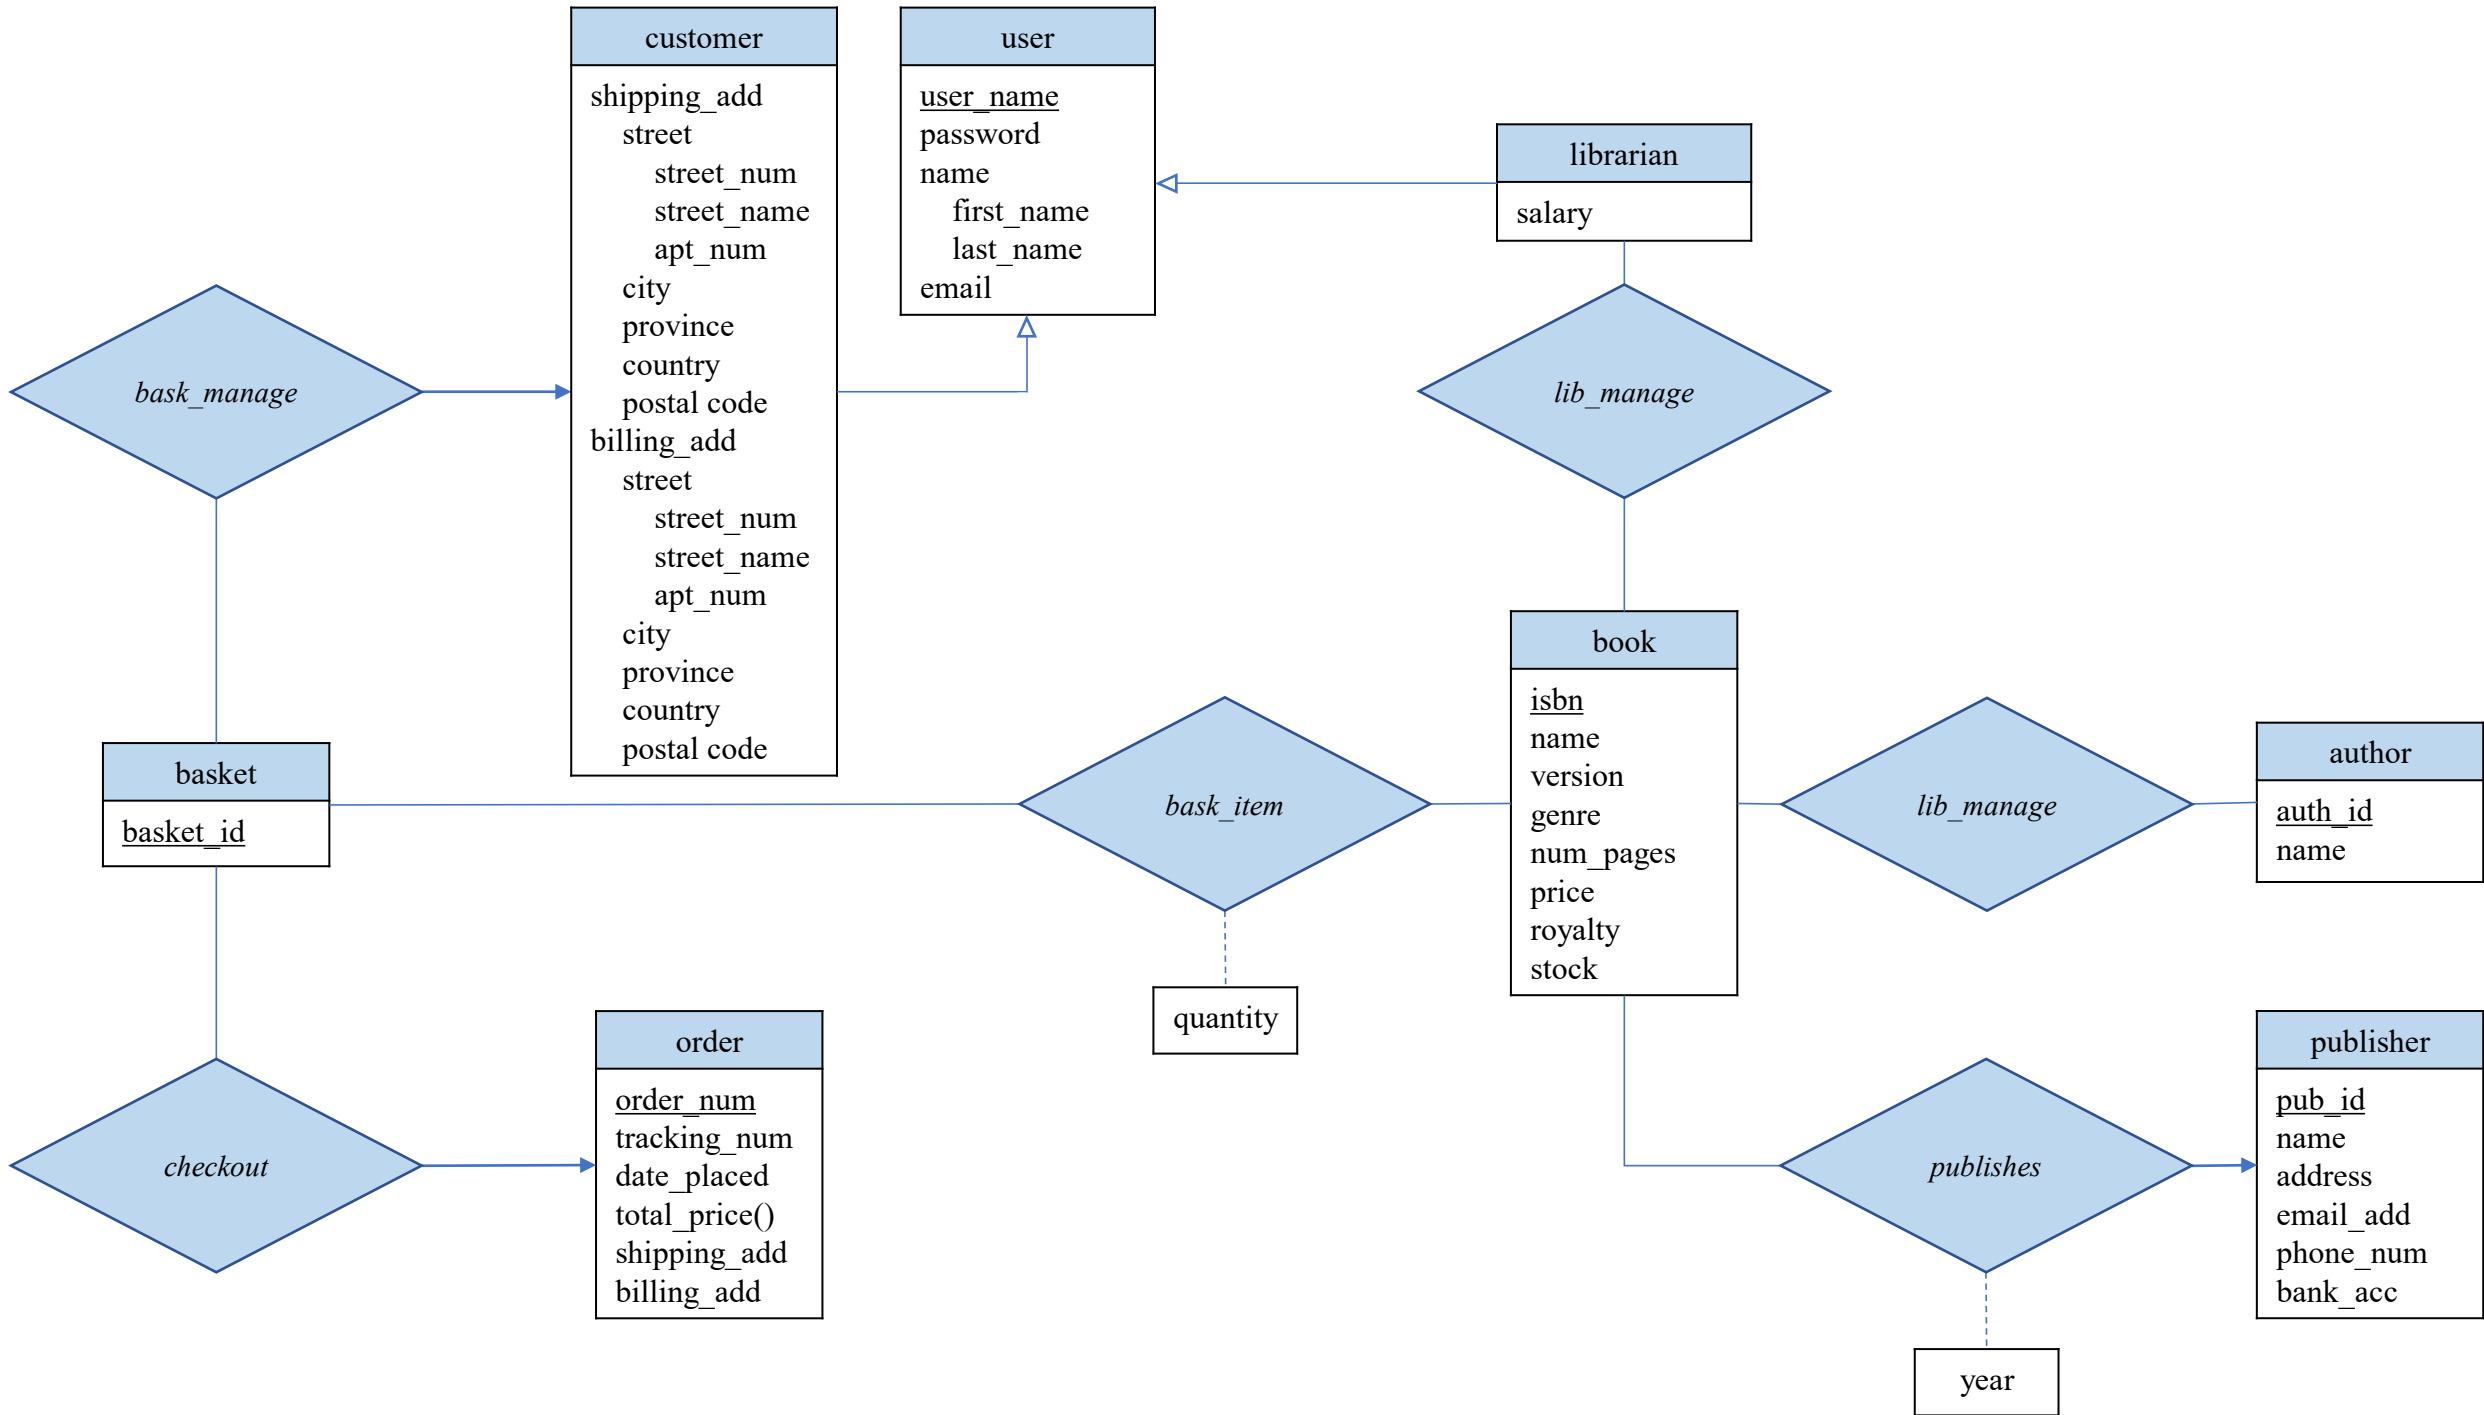 customer
shipping_add
street
street_num
street_name
apt_num
city
province
country
postal code
billing_add
street
street_num
street_name
apt_num
city
province
country
postal code
user
user_name
password
name
first_name
last_name
email
librarian
salary
bask_manage
lib_manage
basket
basket_id
bask_item
quantity
book
isbn
name
version
genre
num_pages
price
royalty
stock
lib_manage
author
auth_id
name
checkout
order
order_num
tracking_num
date_placed
total_price()
shipping_add
billing_add
publishes
year
publisher
pub_id
name
address
email_add
phone_num
bank_acc